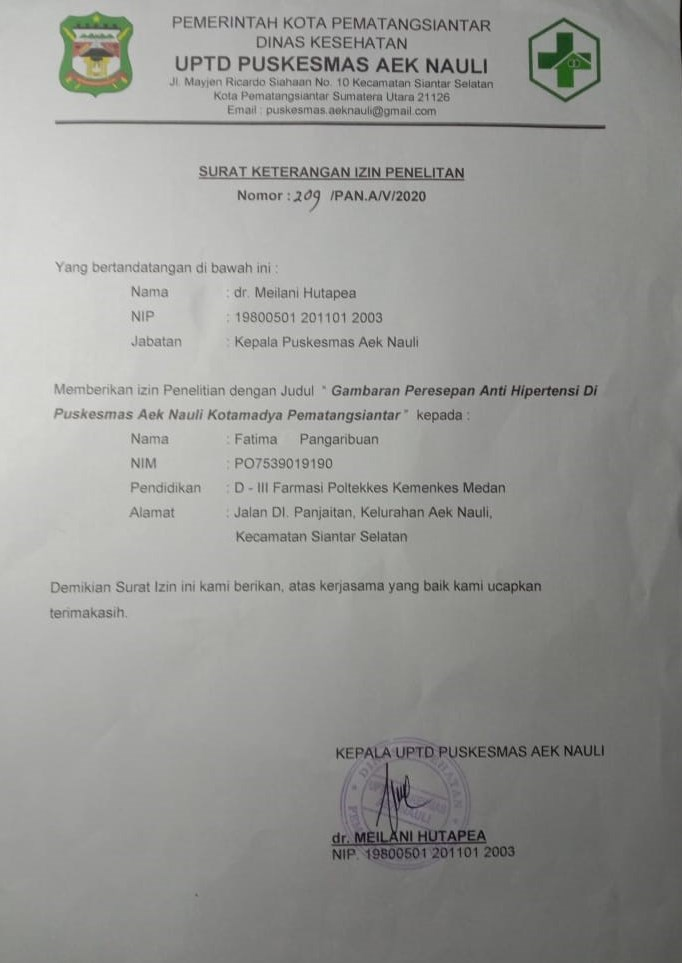 PEMERINTAH KOTA PEMATANGSIANTAR
DINAS KESEHATAN
UPTD PUSKESMAS AEK NAULI
Jl. Mayjen Ricardo Siahaan No. 10 Kecamatan Siantar Selatan
Kota Pematangsiantar Sumatera Utara 21126
Email : puskesmas.aeknauli@gmail.com
SURAT KETERANGAN IZIN PENELITAN
Nomor : 209 /PAN.A/V/2020
Yang bertandatangan di bawah ini :
Nama : dr. Meilani Hutapea
NIP : 19800501 201101 2003
Jabatan : Kepala Puskesmas Aek Nauli
Memberikan izin Penelitian dengan Judul " Gambaran Peresepan Anti Hipertensi Di
Puskesmas Aek Nauli Kotamadya Pematangsiantar " kepada :
Nama : Fatima Pangaribuan
NIM : PO7539019190
Pendidikan : D - III Farmasi Poltekkes Kemenkes Medan
Alamat : Jalan DI. Panjaitan, Kelurahan Aek Nauli,
Kecamatan Siantar Selatan
Demikian Surat Izin ini kami berikan, atas kerjasama yang baik kami ucapkan
terimakasih.
KEPALA UPTD PUSKESMAS AEK NAULI
dr. MEILANI HUTAPEA
NIP. 19800501 201101 2003